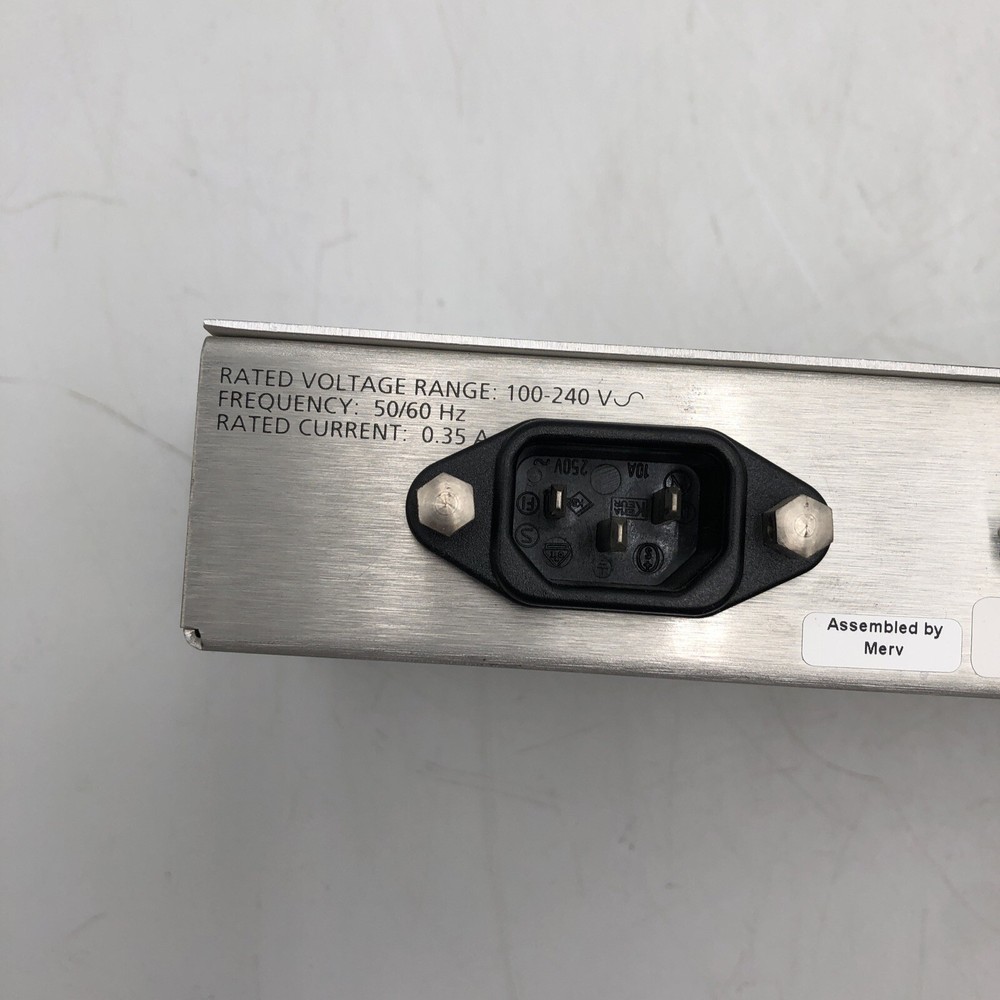 RATED VOLTAGE RANGE: 100-240 V
FREQUENCY: 50/60 Hz
RATED CURRENT: 0.35 A
250V
10A
Assembled by
Merv